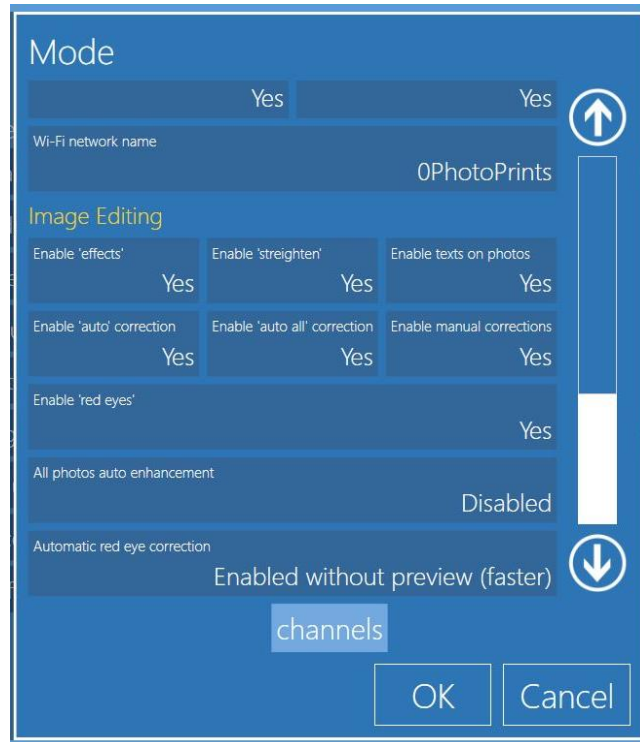 Mode
Yes Yes
Wi-Fi network name
0PhotoPrints
Image Editing
Enable 'effects' Enable 'streighten' Enable texts on photos
Yes Yes Yes
Enable 'auto' correction Enable 'auto all' correction Enable manual corrections
Yes Yes Yes
Enable 'red eyes'
Yes
All photos auto enhancement
Disabled
Automatic red eye correction
Enabled without preview (faster)
channels
OK Cancel